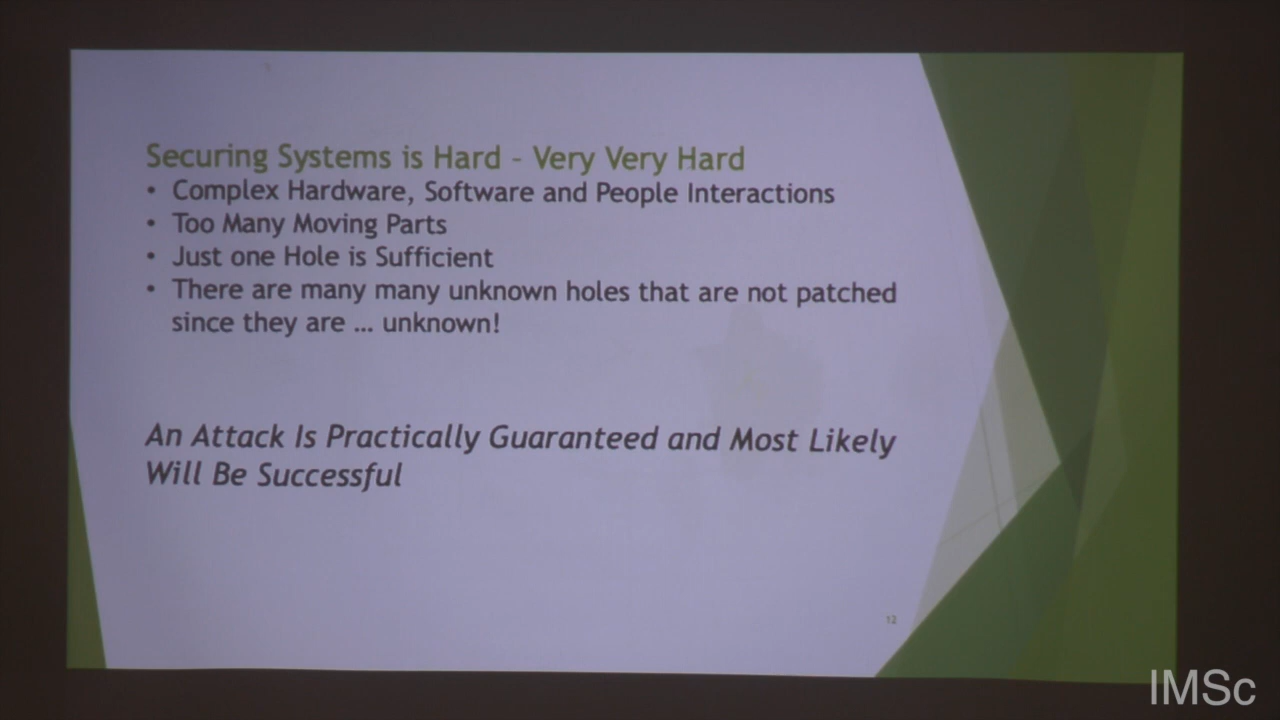 Securing Systems is Hard – Very Very Hard
• Complex Hardware, Software and People Interactions
• Too Many Moving Parts
• Just one Hole is Sufficient
• There are many many unknown holes that are not patched
since they are ... unknown!
An Attack Is Practically Guaranteed and Most Likely
Will Be Successful
12
IMSc